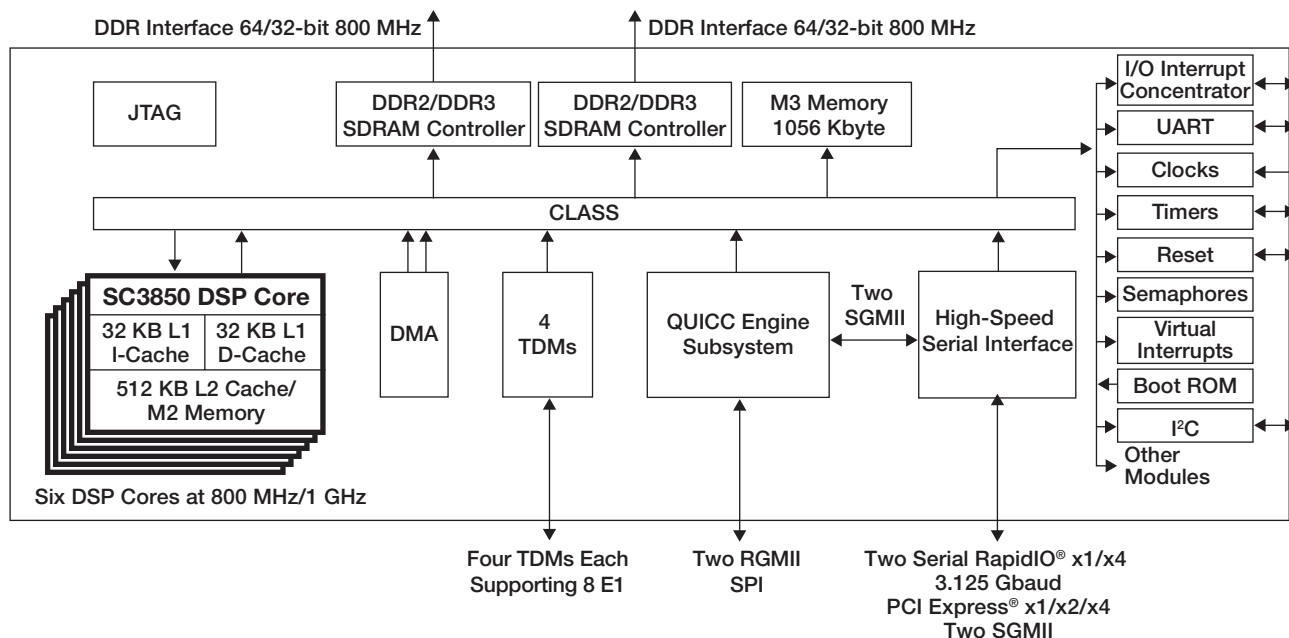 DDR Interface 64/32-bit 800 MHz
DDR Interface 64/32-bit 800 MHz
JTAG
DDR2/DDR3
SDRAM Controller
DDR2/DDR3
SDRAM Controller
M3 Memory
1056 Kbyte
I/O Interrupt
Concentrator
UART
Clocks
Timers
Reset
Semaphores
Virtual
Interrupts
Boot ROM
I²C
Other
Modules
CLASS
SC3850 DSP Core
32 KB L1
I-Cache
32 KB L1
D-Cache
512 KB L2 Cache/
M2 Memory
Six DSP Cores at 800 MHz/1 GHz
DMA
4
TDMs
QUICC Engine
Subsystem
Two
SGMII
High-Speed
Serial Interface
Four TDMs Each
Supporting 8 E1
Two RGMII
SPI
Two Serial RapidIO® x1/x4
3.125 Gbaud
PCI Express® x1/x2/x4
Two SGMII